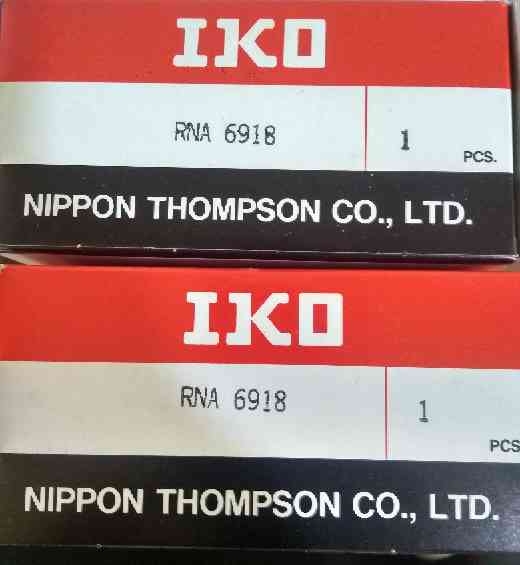 IKO
RNA 6918
1
PCS.
NIPPON THOMPSON CO., LTD.
IKO
RNA 6918
1
PCS
NIPPON THOMPSON CO., LTD.